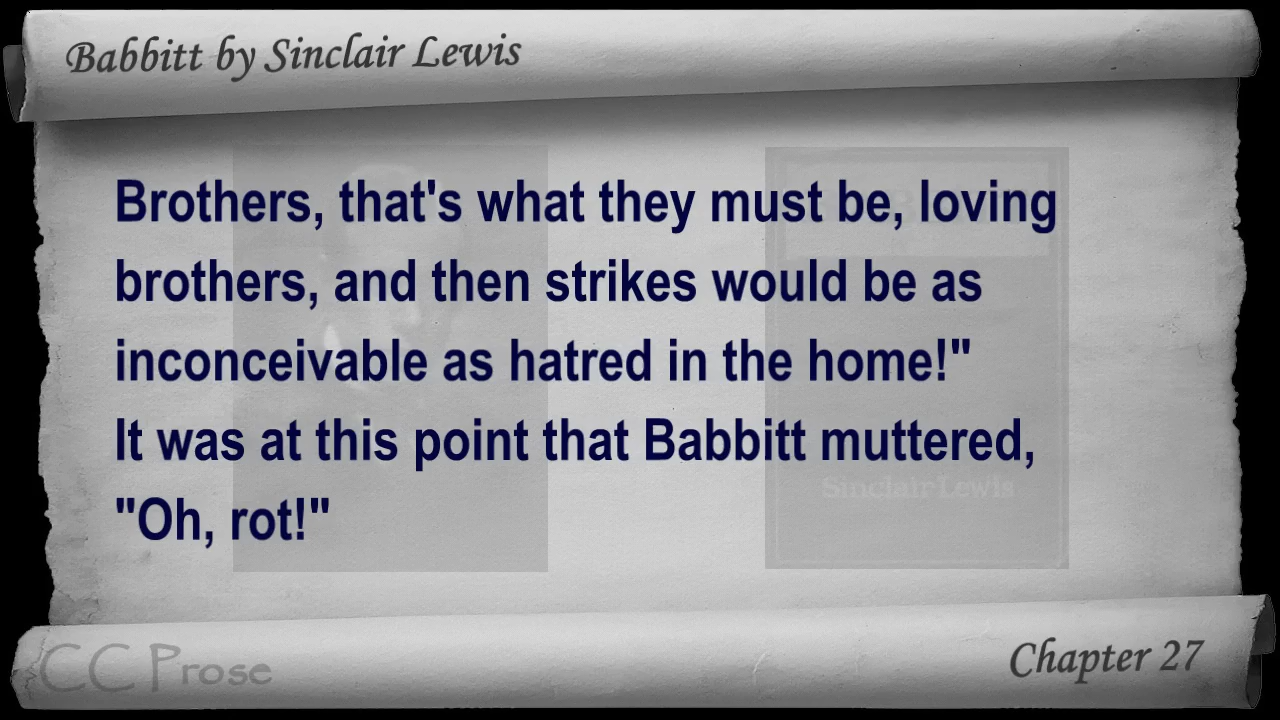 Babbitt by Sinclair Lewis
Brothers, that's what they must be, loving
brothers, and then strikes would be as
inconceivable as hatred in the home!"
It was at this point that Babbitt muttered,
"Oh, rot!"
Sinclair Lewis
CC Prose
Chapter 27